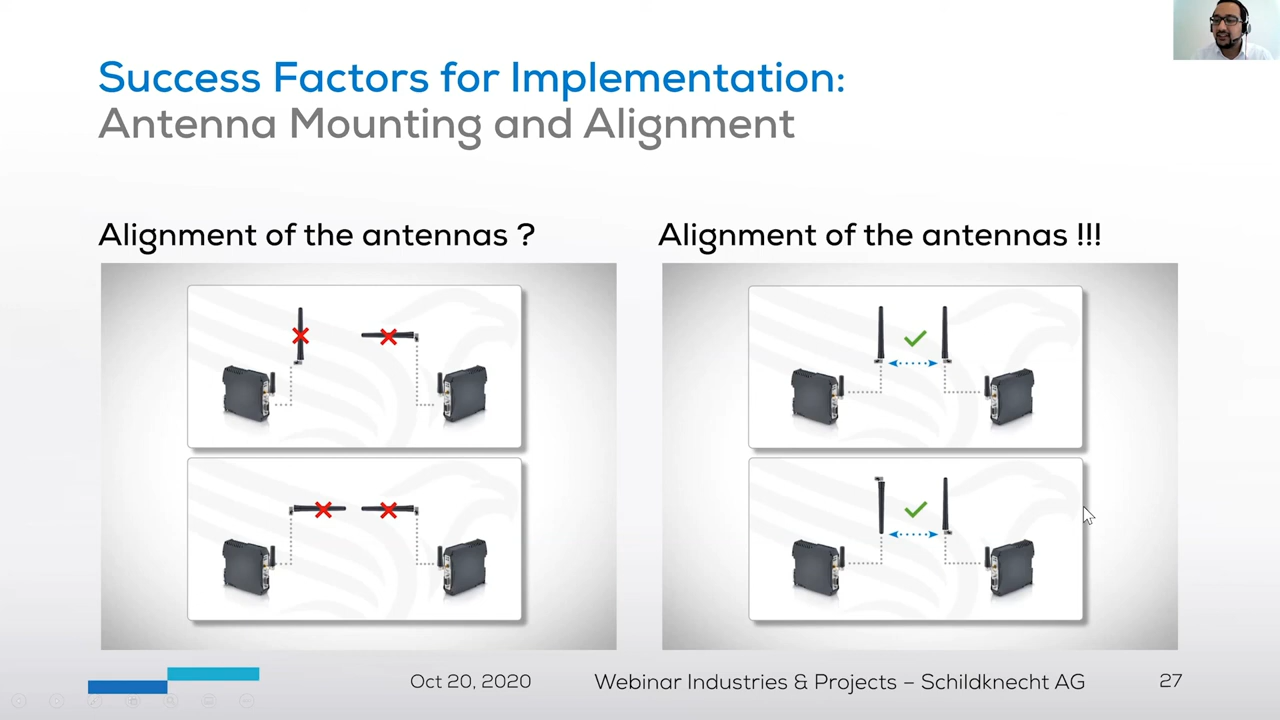 Success Factors for Implementation:
Antenna Mounting and Alignment
Alignment of the antennas ?
Alignment of the antennas !!!
Oct 20, 2020
Webinar Industries & Projects – Schildknecht AG
27